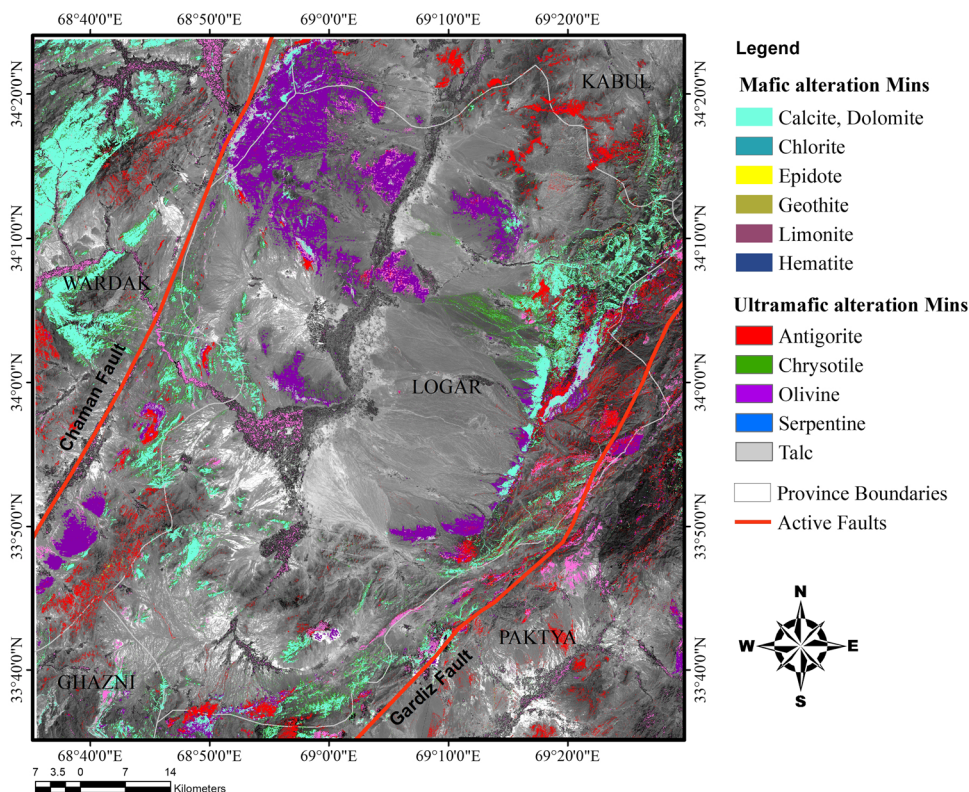 68°40'0"E 68°50'0"E 69°0'0"E 69°10'0"E 69°20'0"E
34°20'0"N 34°20'0"N
34°10'0"N 34°10'0"N
34°0'0"N 34°0'0"N
33°50'0"N 33°50'0"N
33°40'0"N 33°40'0"N
KABUL
WARDAK
LOGAR
Chaman Fault
PAKTYA
GHAZNI
Gardiz Fault
68°40'0"E 68°50'0"E 69°0'0"E 69°10'0"E 69°20'0"E
7 3.5 0 7 14
Kilometers
Legend
Mafic alteration Mins
Calcite, Dolomite
Chlorite
Epidote
Geothite
Limonite
Hematite
Ultramafic alteration Mins
Antigorite
Chrysotile
Olivine
Serpentine
Talc
Province Boundaries
Active Faults
N
W E
S